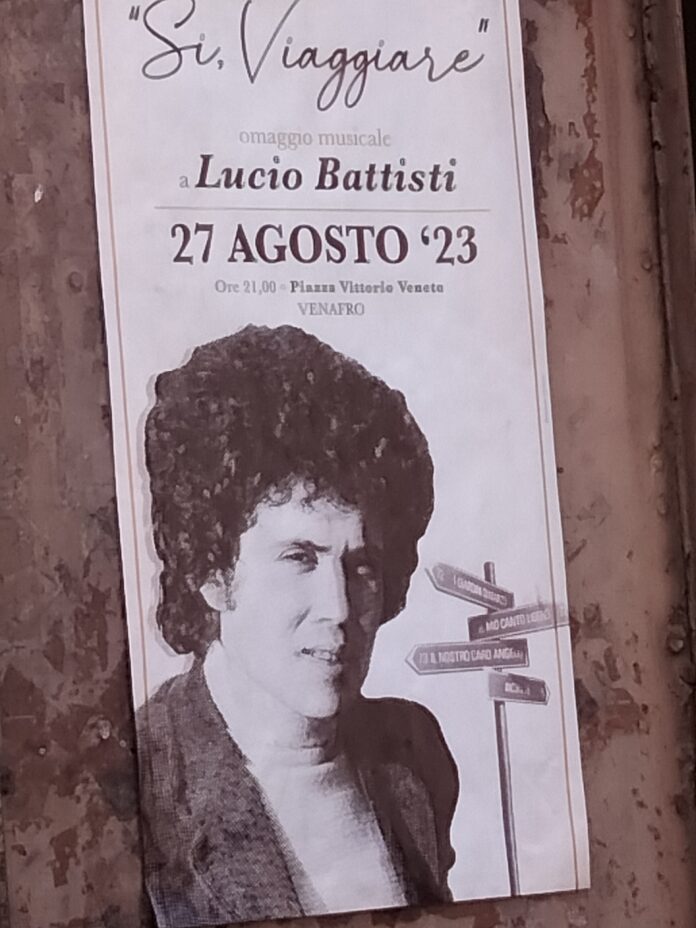 "Si, Viaggiare"
omaggio musicale
a Lucio Battisti
27 AGOSTO ‘23
Ore 21,00 - Piazza Vittorio Veneto
VENAFRO
I GIARDINI
MIO CANTO LIBERO
IL NOSTRO CARO ANGELO